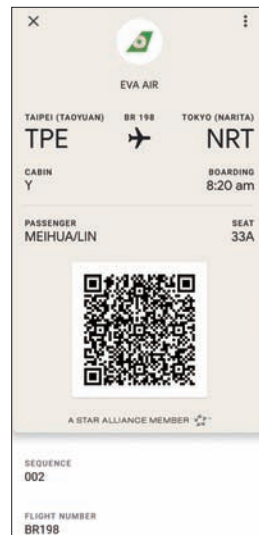 EVA AIR
TAIPEI (TAOYUAN) BR 198 TOKYO (NARITA)
TPE NRT
CABIN BOARDING
Y 8:20 am
PASSENGER SEAT
MEIHUA/LIN 33A
A STAR ALLIANCE MEMBER
SEQUENCE
002
FLIGHT NUMBER
BR198